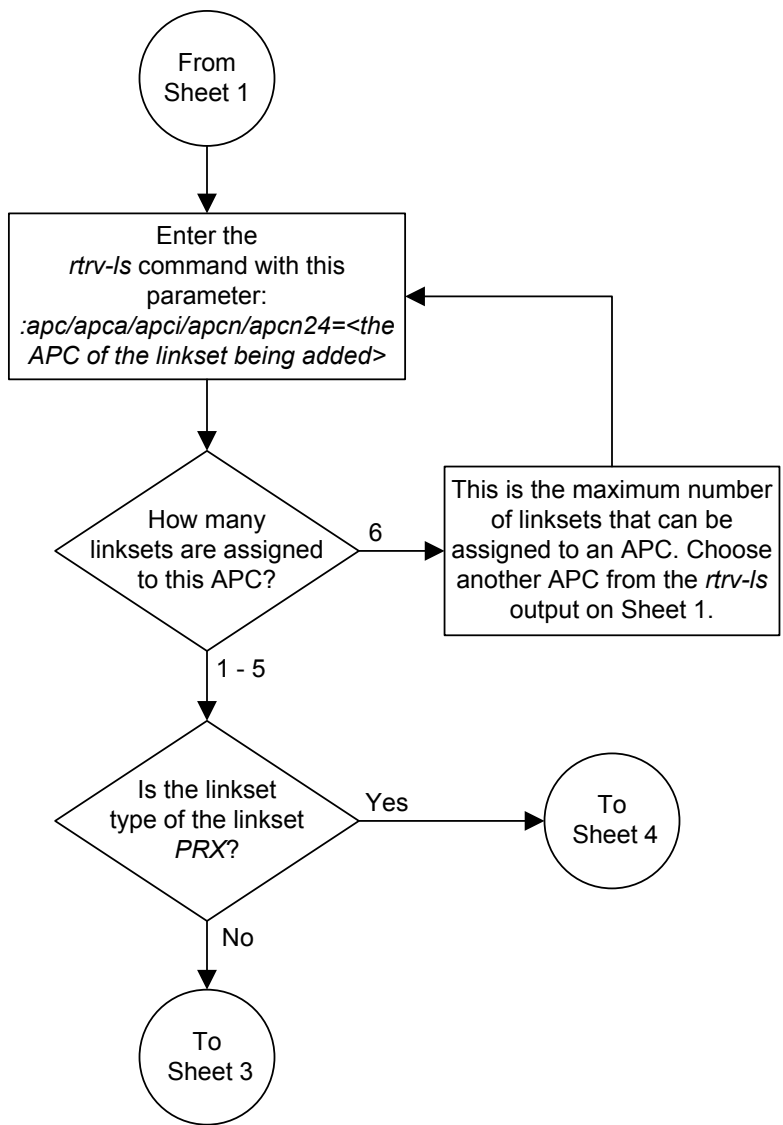 From
Sheet 1
Enter the
rtrv-ls command with this
parameter:
:apc/apca/apci/apcn/apcn24=<the
APC of the linkset being added>
How many
linksets are assigned
to this APC?
6
This is the maximum number
of linksets that can be
assigned to an APC. Choose
another APC from the rtrv-ls
output on Sheet 1.
1 - 5
Is the linkset
type of the linkset
PRX?
Yes
To
Sheet 4
No
To
Sheet 3